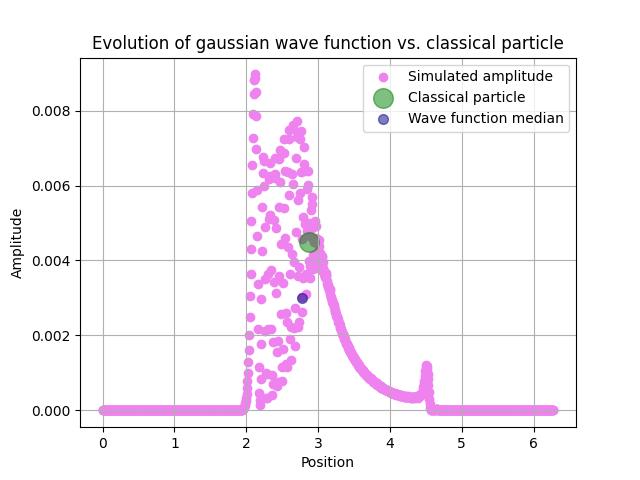 Evolution of gaussian wave function vs. classical particle
Simulated amplitude
Classical particle
Wave function median
Amplitude
0.008
0.006
0.004
0.002
0.000
0 1 2 3 4 5 6
Position